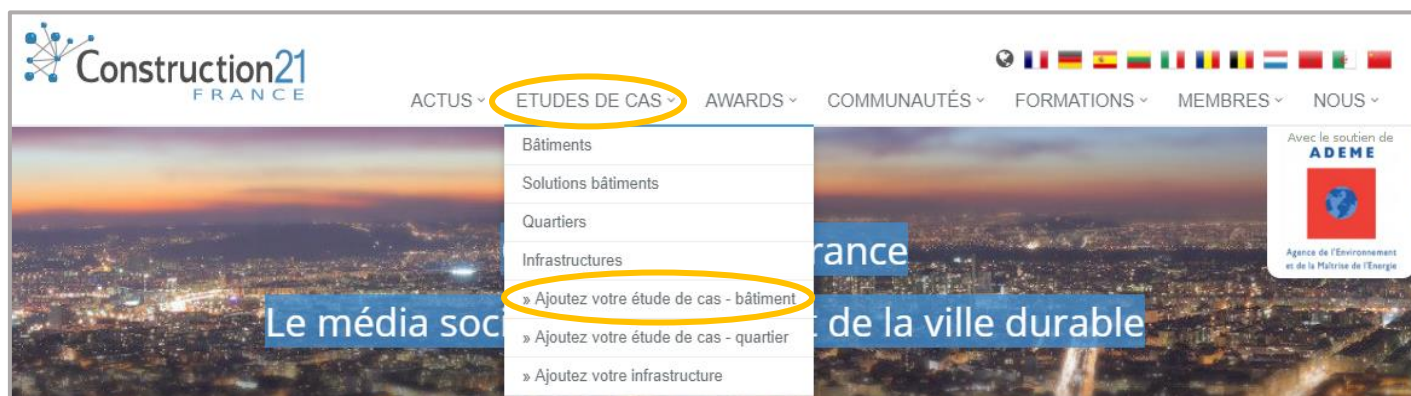 Construction21
FRANCE
ACTUS ETUDES DE CAS AWARDS COMMUNAUTÉS FORMATIONS MEMBRES NOUS
Bâtiments
Solutions bâtiments
Quartiers
Infrastructures
» Ajoutez votre étude de cas - bâtiment
» Ajoutez votre étude de cas - quartier
» Ajoutez votre infrastructure
Avec le soutien de
ADEME
Agence de l'Environnement
et de la Maîtrise de l'Energie
Le média de la ville durable